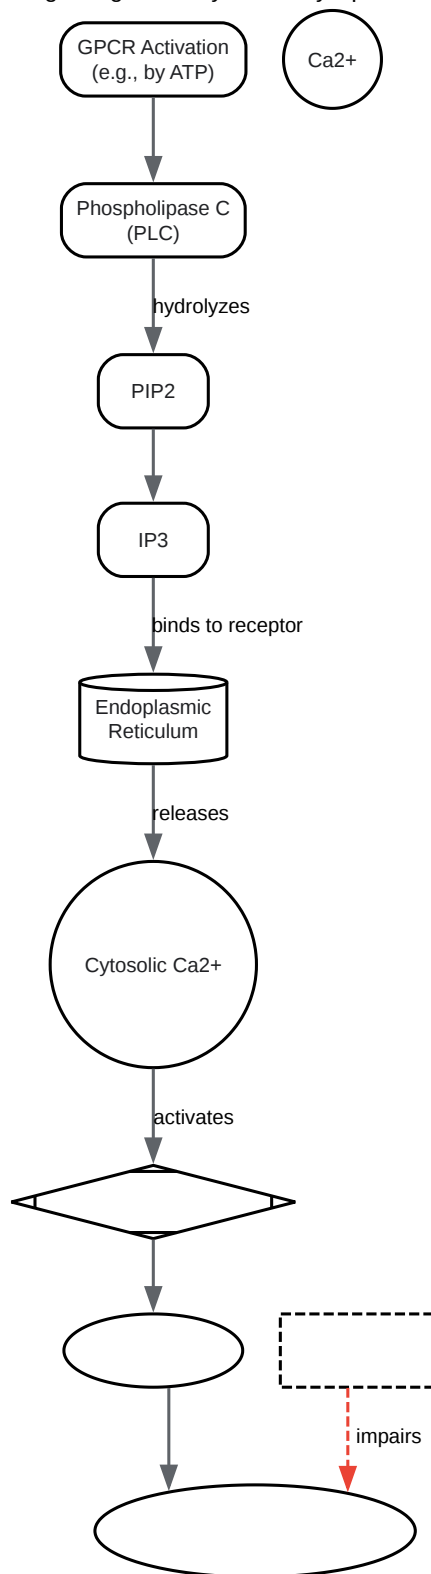 GPCR Activation
(e.g., by ATP)
Ca2+
Phospholipase C
(PLC)
hydrolyzes
PIP2
IP3
binds to receptor
Endoplasmic
Reticulum
releases
Cytosolic Ca2+
activates
impairs